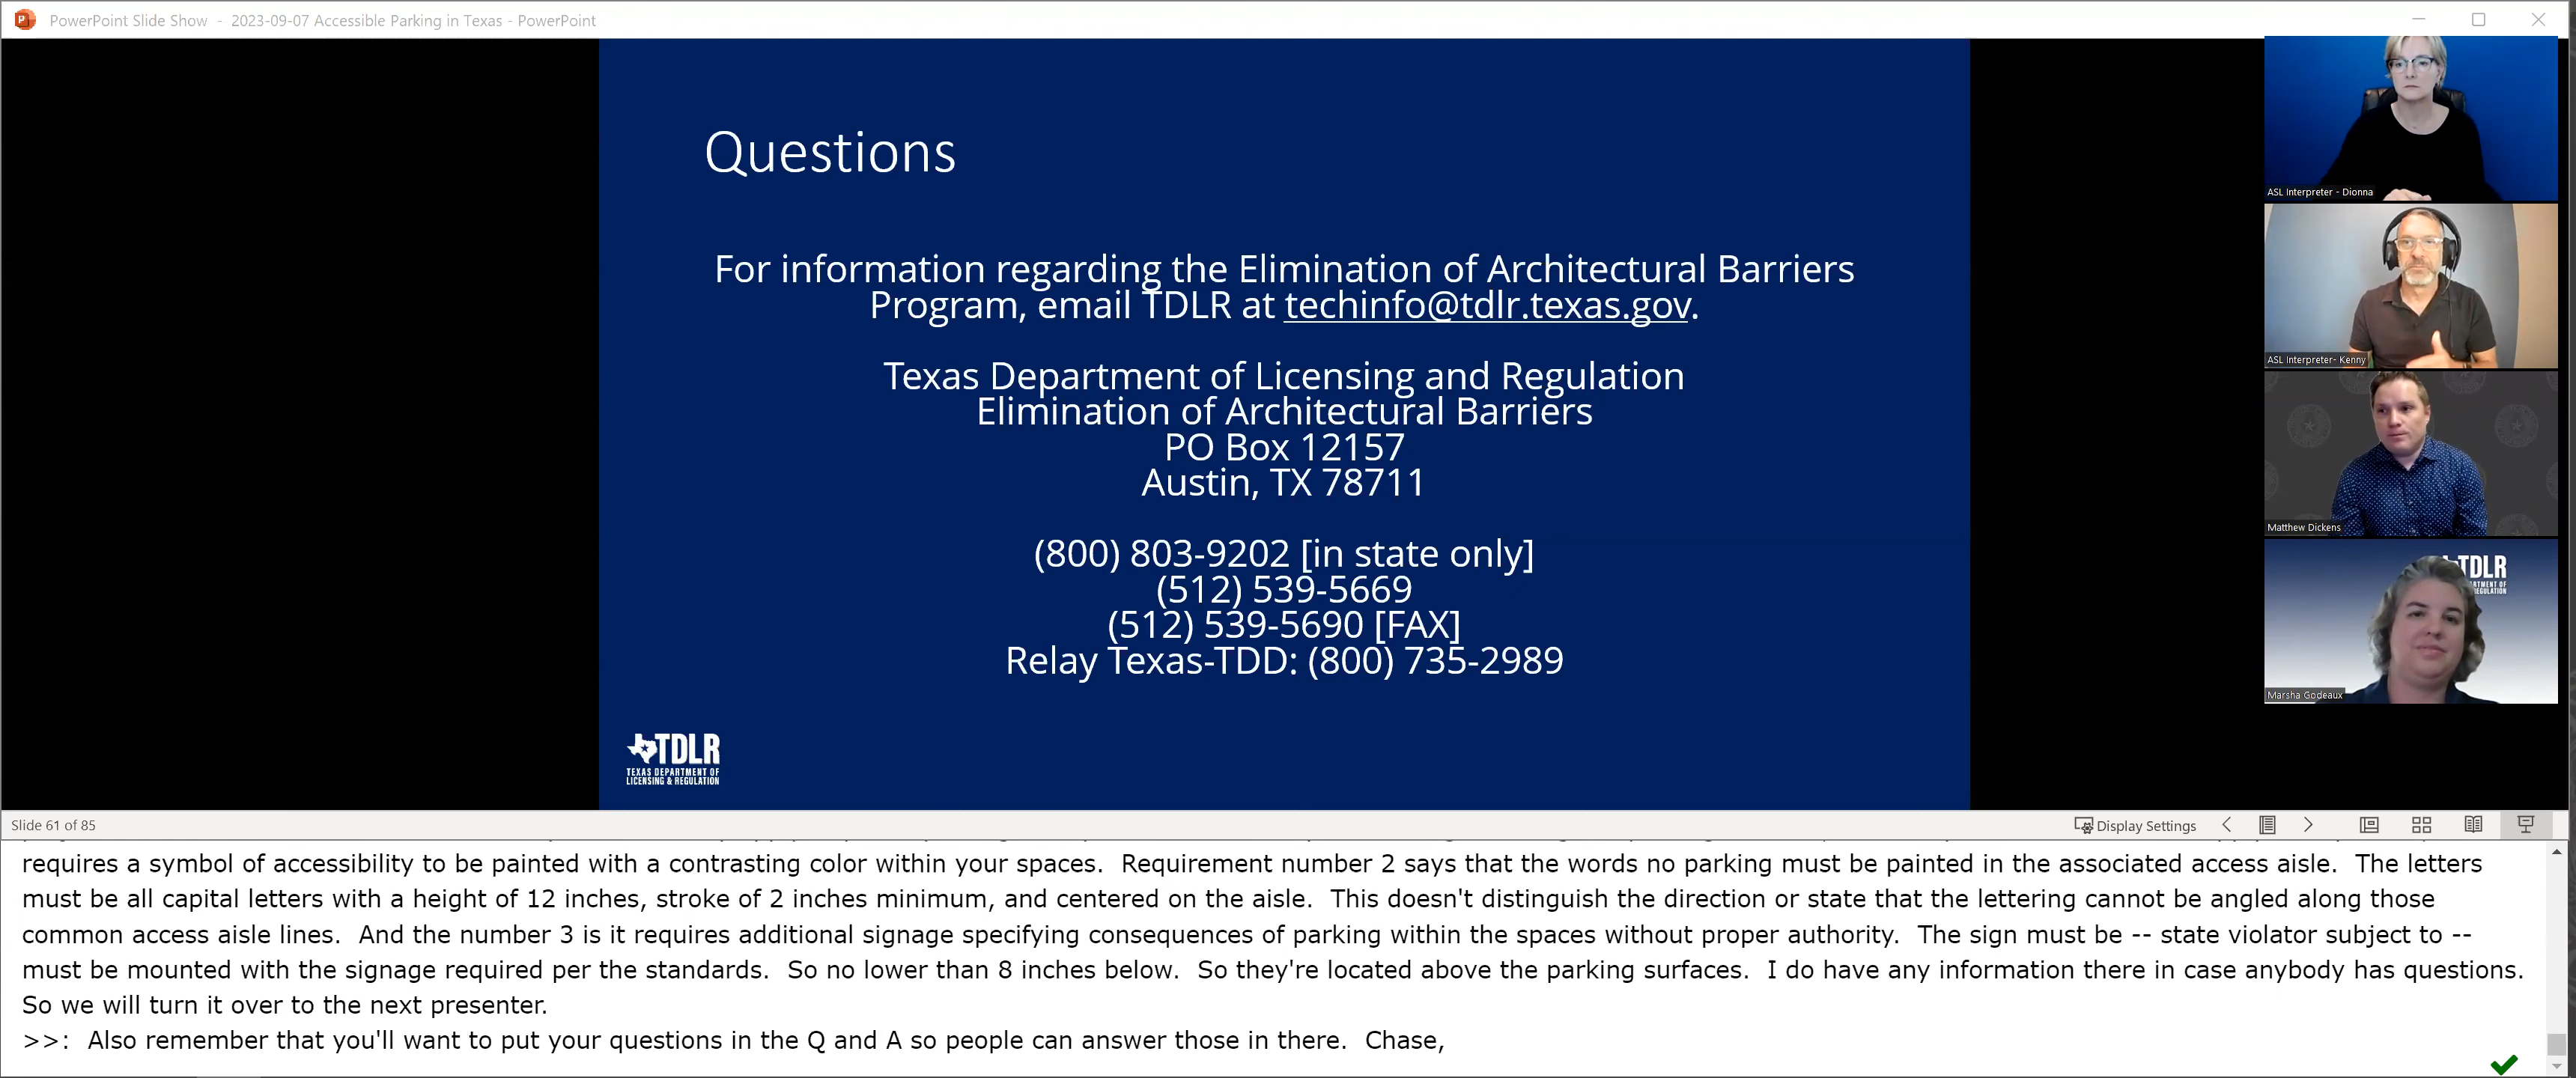 PowerPoint Slide Show - 2023-09-07 Accessible Parking in Texas - PowerPoint
Questions
For information regarding the Elimination of Architectural Barriers
Program, email TDLR at techinfo@tdlr.texas.gov.
Texas Department of Licensing and Regulation
Elimination of Architectural Barriers
PO Box 12157
Austin, TX 78711
(800) 803-9202 [in state only]
(512) 539-5669
(512) 539-5690 [FAX]
Relay Texas-TDD: (800) 735-2989
TDLR
TEXAS DEPARTMENT OF
LICENSING & REGULATION
ASL Interpreter - Dionna
ASL Interpreter- Kenny
Matthew Dickens
TDLR
Marsha Godeaux
Slide 61 of 85
Display Settings
requires a symbol of accessibility to be painted with a contrasting color within your spaces. Requirement number 2 says that the words no parking must be painted in the associated access aisle. The letters
must be all capital letters with a height of 12 inches, stroke of 2 inches minimum, and centered on the aisle. This doesn't distinguish the direction or state that the lettering cannot be angled along those
common access aisle lines. And the number 3 is it requires additional signage specifying consequences of parking within the spaces without proper authority. The sign must be -- state violator subject to --
must be mounted with the signage required per the standards. So no lower than 8 inches below. So they're located above the parking surfaces. I do have any information there in case anybody has questions.
So we will turn it over to the next presenter.
>>: Also remember that you'll want to put your questions in the Q and A so people can answer those in there. Chase,